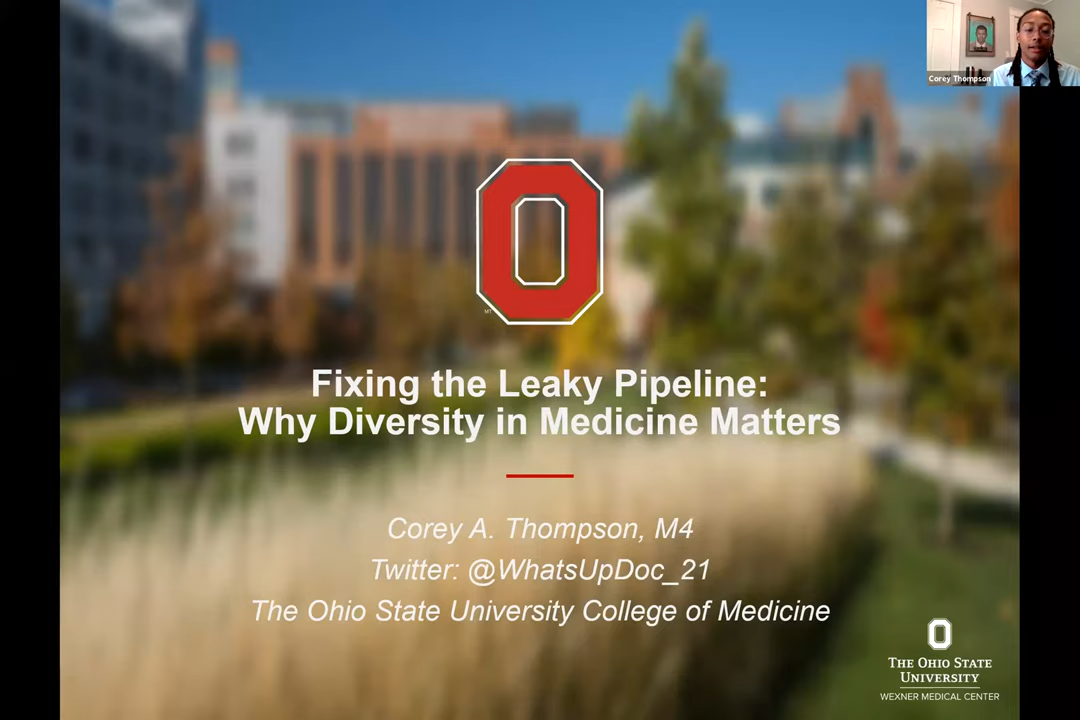 Corey Thompson
O
MT
Fixing the Leaky Pipeline:
Why Diversity in Medicine Matters
Corey A. Thompson, M4
Twitter: @WhatsUpDoc_21
The Ohio State University College of Medicine
O
THE OHIO STATE
UNIVERSITY
WEXNER MEDICAL CENTER